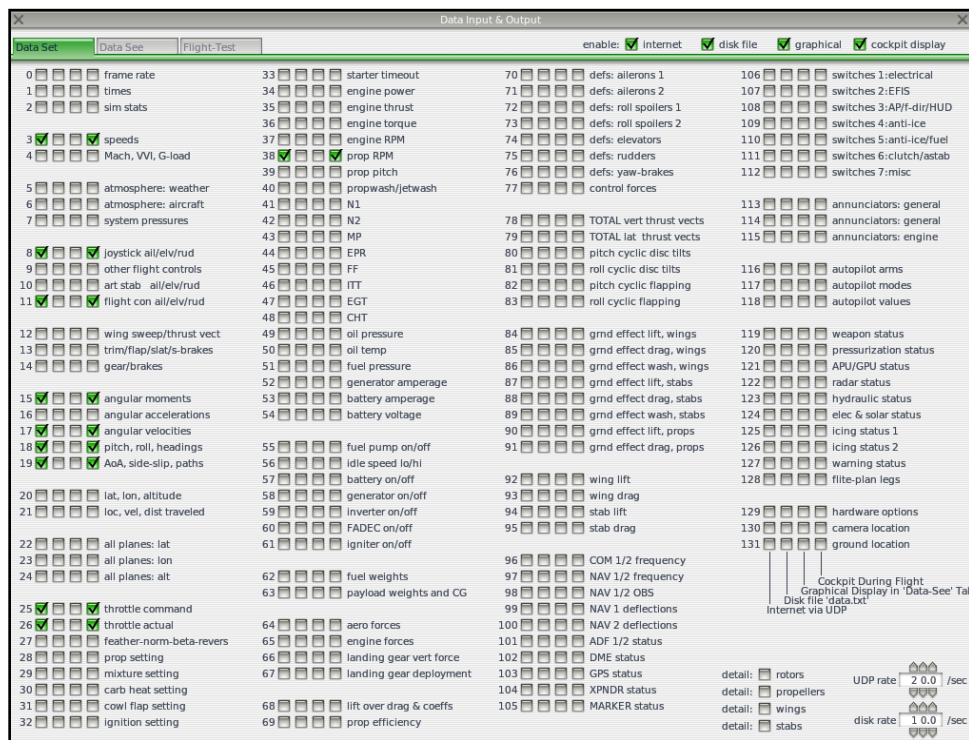 Data Input & Output
Data Set Data See Flight-Test enable: internet disk file graphical cockpit display
0 frame rate
1 times
2 sim stats
3 speeds
4 Mach, VVI, G-load
5 atmosphere: weather
6 atmosphere: aircraft
7 system pressures
8 joystick ail/elv/rud
9 other flight controls
10 art stab ail/elv/rud
11 flight con ail/elv/rud
12 wing sweep/thrust vect
13 trim/flap/slat/s-brakes
14 gear/brakes
15 angular moments
16 angular accelerations
17 angular velocities
18 pitch, roll, headings
19 AoA, side-slip, paths
20 lat, lon, altitude
21 loc, vel, dist traveled
22 all planes: lat
23 all planes: lon
24 all planes: alt
25 throttle command
26 throttle actual
27 feather-norm-beta-revers
28 prop setting
29 mixture setting
30 carb heat setting
31 cowl flap setting
32 ignition setting
33 starter timeout
34 engine power
35 engine thrust
36 engine torque
37 engine RPM
38 prop RPM
39 prop pitch
40 propwash/jetwash
41 N1
42 N2
43 MP
44 EPR
45 FF
46 ITT
47 EGT
48 CHT
49 oil pressure
50 oil temp
51 fuel pressure
52 generator amperage
53 battery amperage
54 battery voltage
55 fuel pump on/off
56 idle speed lo/hi
57 battery on/off
58 generator on/off
59 inverter on/off
60 FADEC on/off
61 igniter on/off
62 fuel weights
63 payload weights and CG
64 aero forces
65 engine forces
66 landing gear vert force
67 landing gear deployment
68 lift over drag & coeffs
69 prop efficiency
70 defs: ailerons 1
71 defs: ailerons 2
72 defs: roll spoilers 1
73 defs: roll spoilers 2
74 defs: elevators
75 defs: rudders
76 defs: yaw-brakes
77 control forces
78 TOTAL vert thrust vects
79 TOTAL lat thrust vects
80 pitch cyclic disc tilts
81 roll cyclic disc tilts
82 pitch cyclic flapping
83 roll cyclic flapping
84 grnd effect lift, wings
85 grnd effect drag, wings
86 grnd effect wash, wings
87 grnd effect lift, stabs
88 grnd effect drag, stabs
89 grnd effect wash, stabs
90 grnd effect lift, props
91 grnd effect drag, props
92 wing lift
93 wing drag
94 stab lift
95 stab drag
96 COM 1/2 frequency
97 NAV 1/2 frequency
98 NAV 1/2 OBS
99 NAV 1 deflections
100 NAV 2 deflections
101 ADF 1/2 status
102 DME status
103 GPS status
104 XPNDR status
105 MARKER status
106 switches 1:electrical
107 switches 2:EFIS
108 switches 3:AP/f-dir/HUD
109 switches 4:anti-ice
110 switches 5:anti-ice/fuel
111 switches 6:clutch/astab
112 switches 7:misc
113 annunciators: general
114 annunciators: general
115 annunciators: engine
116 autopilot arms
117 autopilot modes
118 autopilot values
119 weapon status
120 pressurization status
121 APU/GPU status
122 radar status
123 hydraulic status
124 elec & solar status
125 icing status 1
126 icing status 2
127 warning status
128 flite-plan legs
129 hardware options
130 camera location
131 ground location
Cockpit During Flight
Graphical Display in 'Data-See' Tal
Disk file 'data.txt'
Internet via UDP
detail: rotors
detail: propellers
detail: wings
detail: stabs
UDP rate 2 0.0 /sec
disk rate 1 0.0 /sec